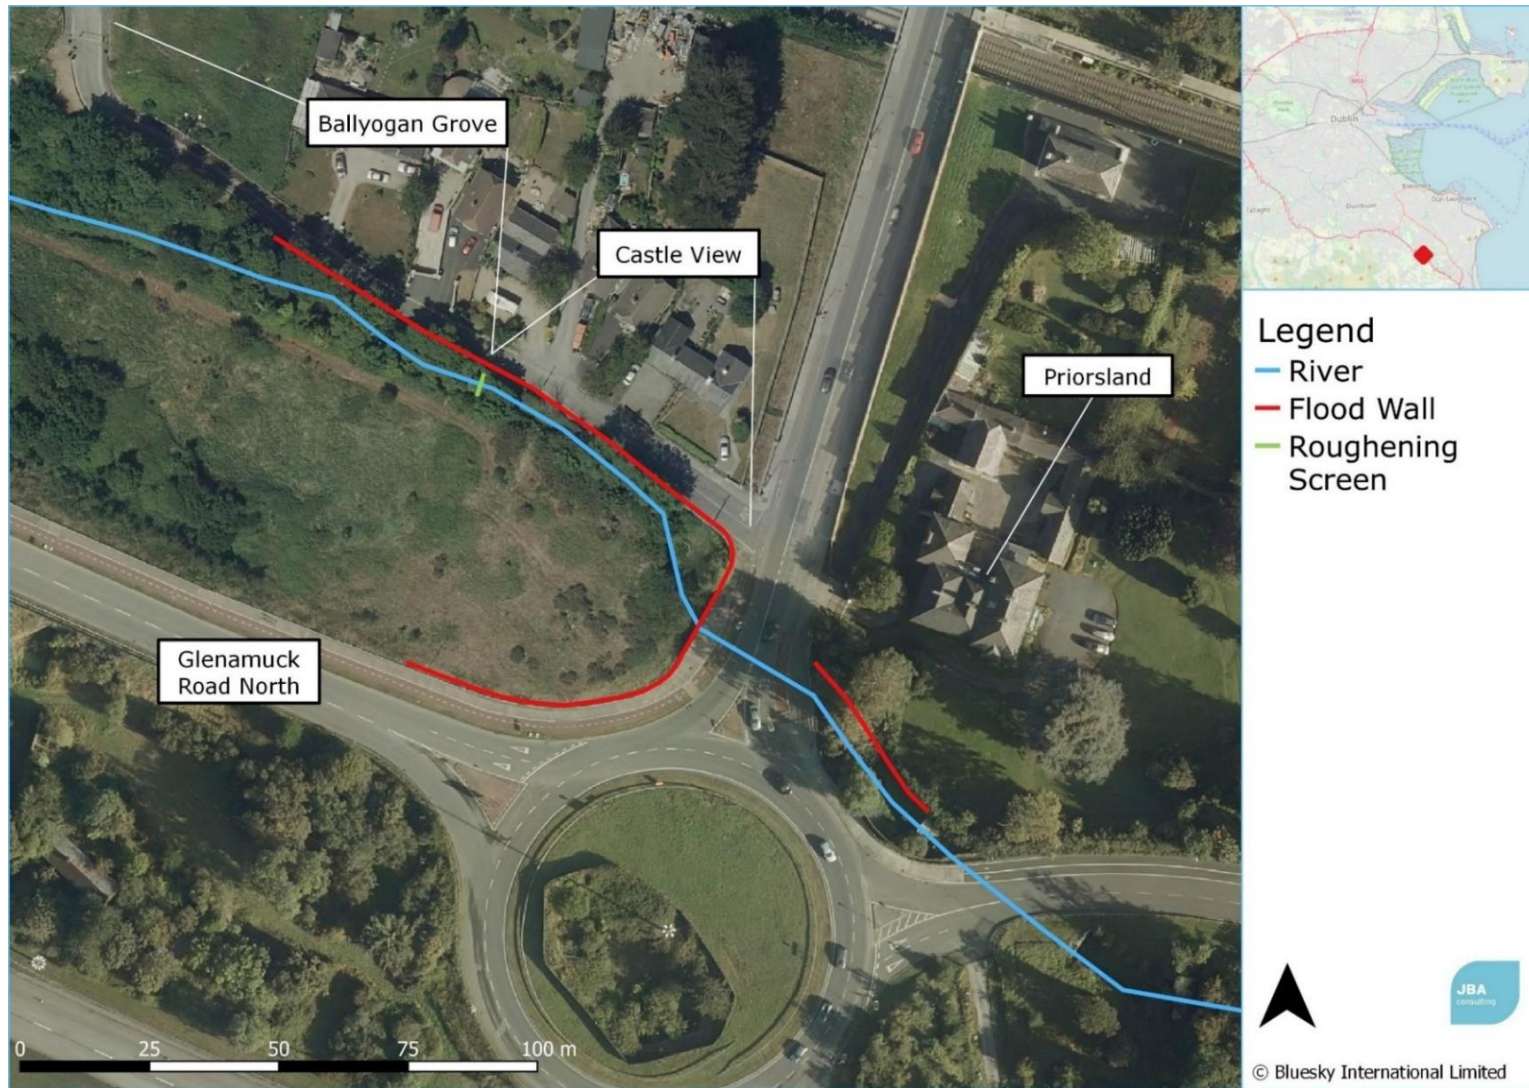 Ballyogan Grove
Castle View
Priorsland
Glenamuck
Road North
0 25 50 75 100 m
Dublin
Legend
River
Flood Wall
Roughening
Screen
JBA
consulting
© Bluesky International Limited